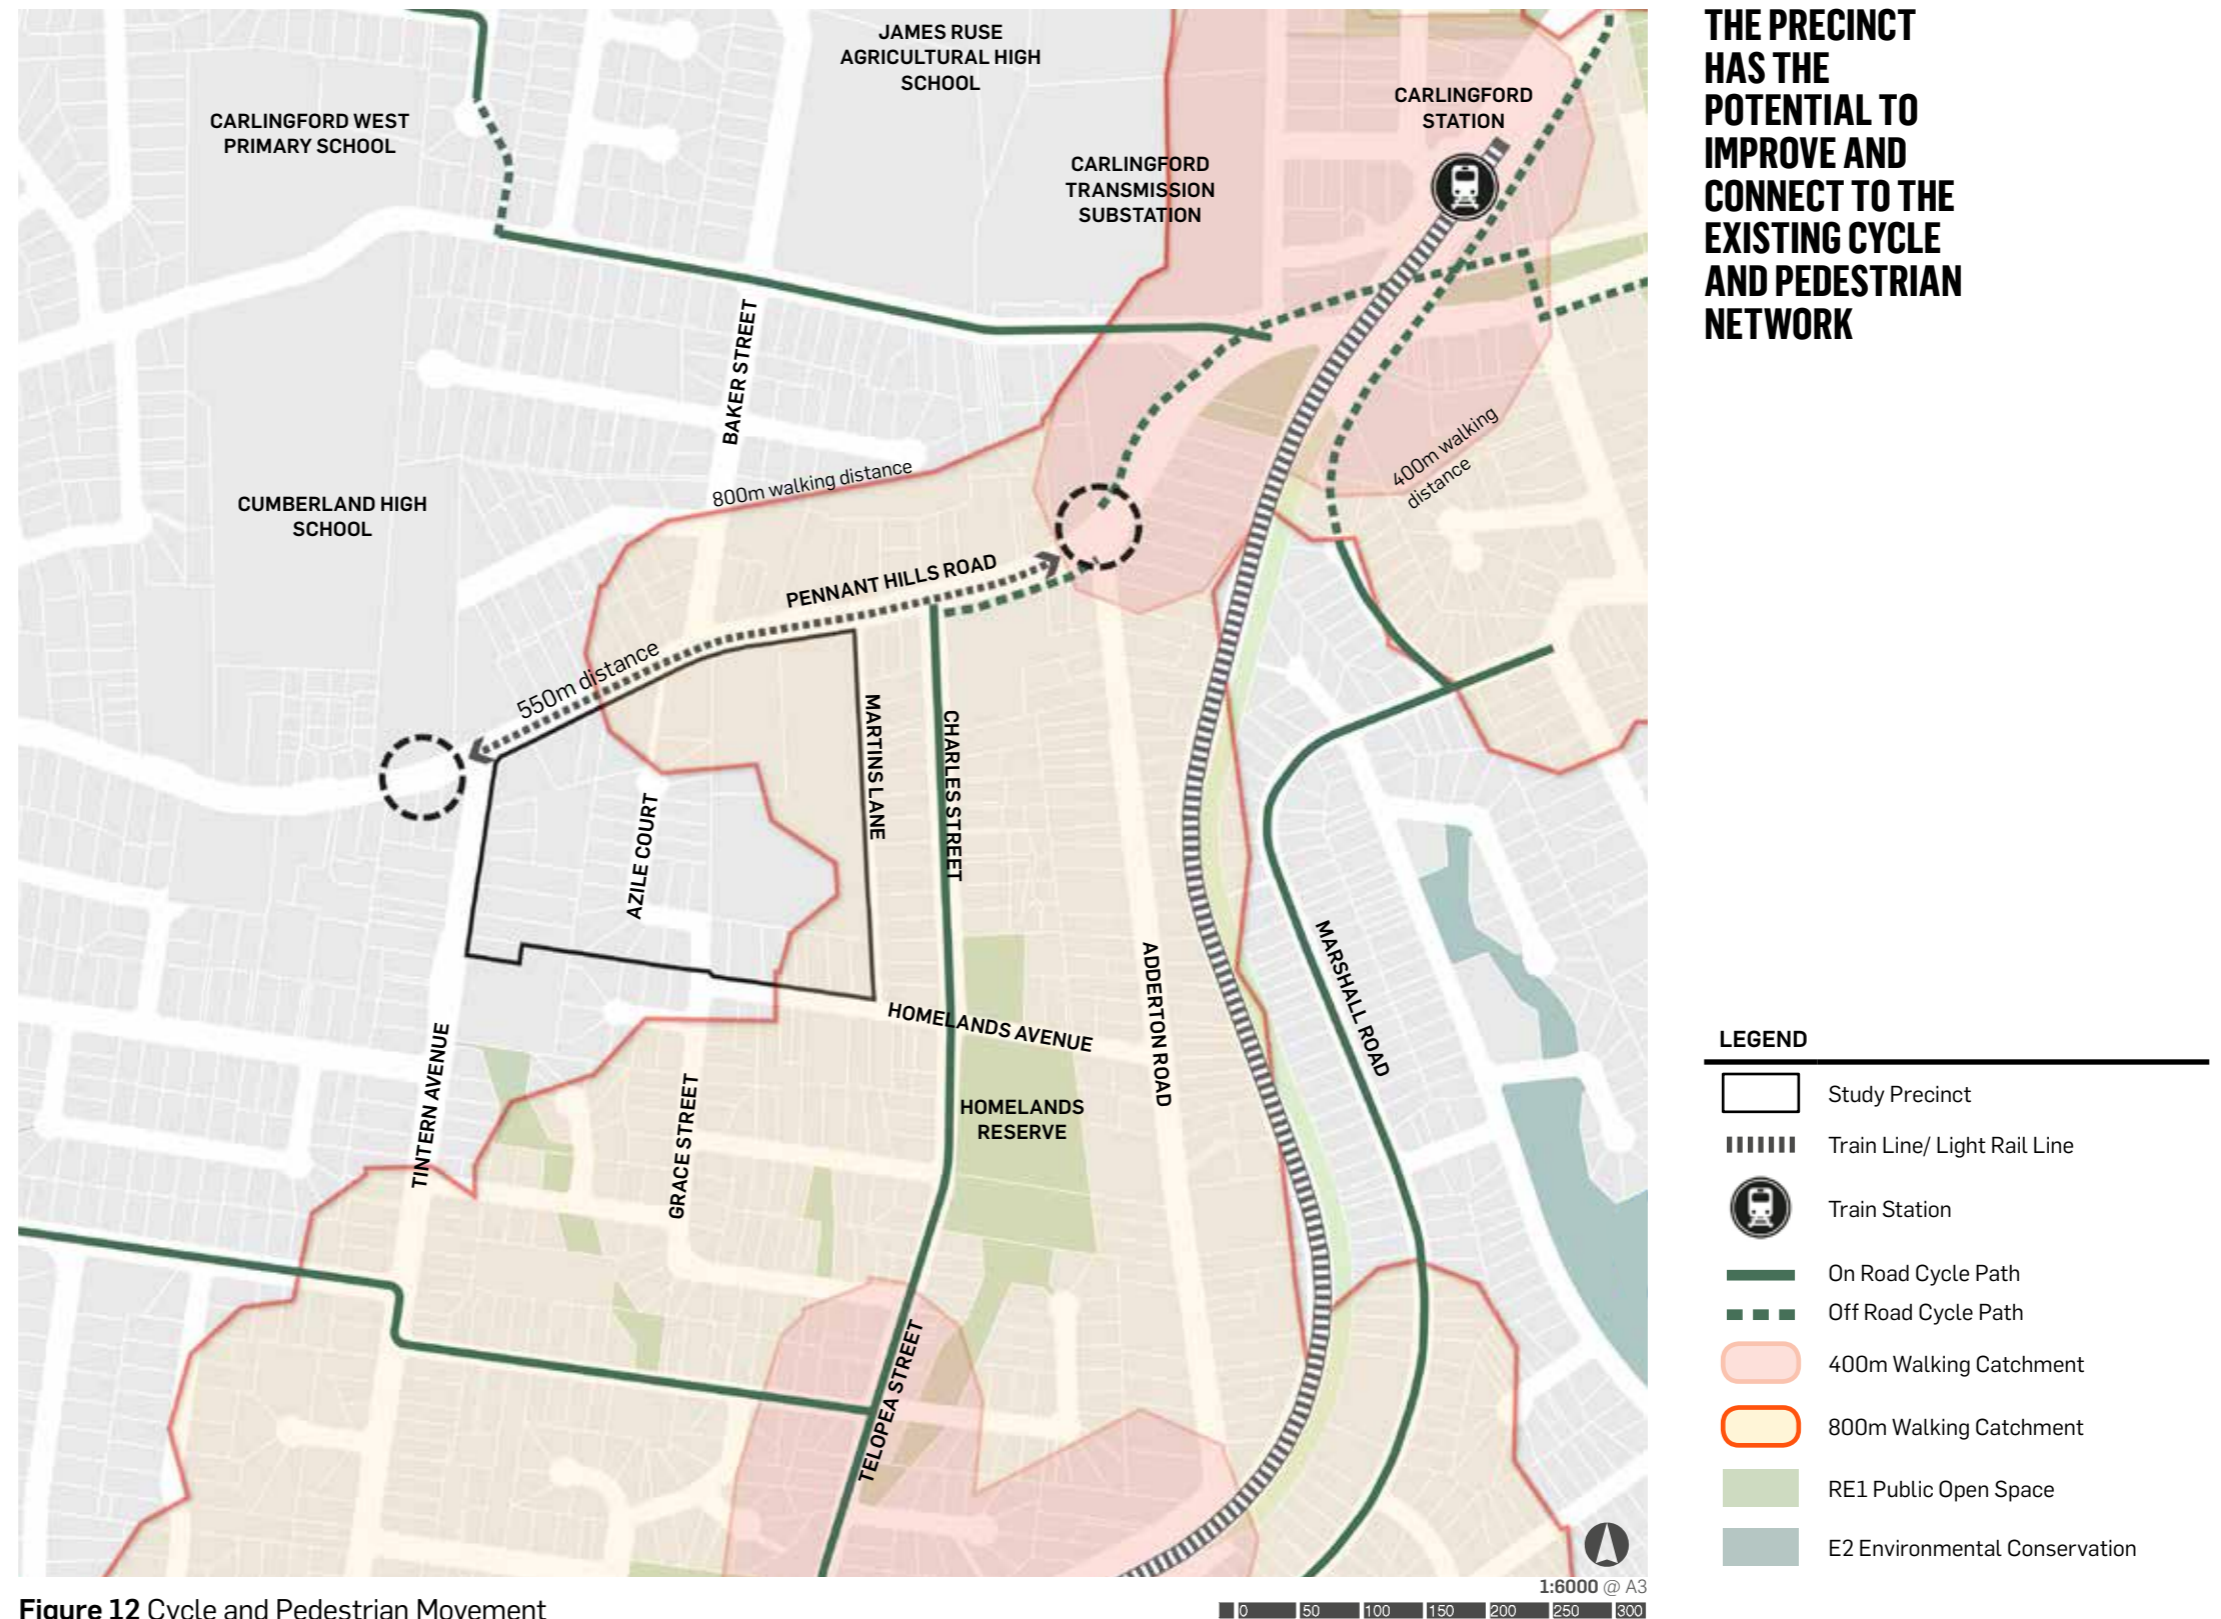 THE PRECINCT
HAS THE
POTENTIAL TO
IMPROVE AND
CONNECT TO THE
EXISTING CYCLE
AND PEDESTRIAN
NETWORK
JAMES RUSE
AGRICULTURAL HIGH
SCHOOL
CARLINGFORD WEST
PRIMARY SCHOOL
CARLINGFORD
STATION
CARLINGFORD
TRANSMISSION
SUBSTATION
BAKER STREET
800m walking distance
400m walking
distance
CUMBERLAND HIGH
SCHOOL
PENNANT HILLS ROAD
550m distance
MARTINS LANE
CHARLES STREET
AZILE COURT
ADDERTON ROAD
MARSHALL ROAD
HOMELANDS AVENUE
TINTERN AVENUE
GRACE STREET
HOMELANDS
RESERVE
TELOPEA STREET
LEGEND
Study Precinct
Train Line/ Light Rail Line
Train Station
On Road Cycle Path
Off Road Cycle Path
400m Walking Catchment
800m Walking Catchment
RE1 Public Open Space
E2 Environmental Conservation
1:6000 @ A3
0 50 100 150 200 250 300
Figure 12 Cycle and Pedestrian Movement